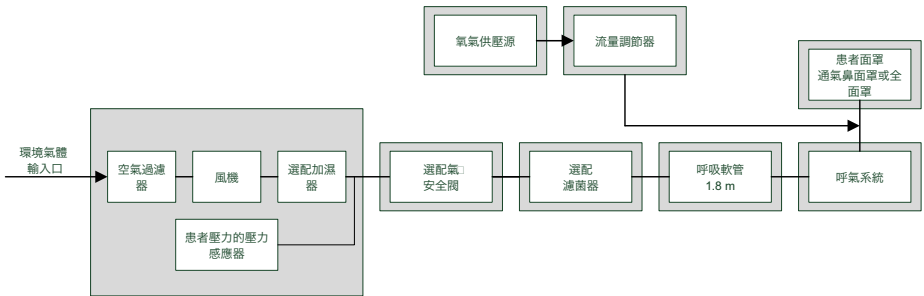 氧氣供壓源
流量調節器
患者面罩
通氣鼻面罩或全
面罩
環境氣體
輸入口
空氣過濾
器
風機
選配加濕
器
選配氧
安全閥
選配
濾菌器
呼吸軟管
1.8 m
呼氣系統
患者壓力的壓力
感應器